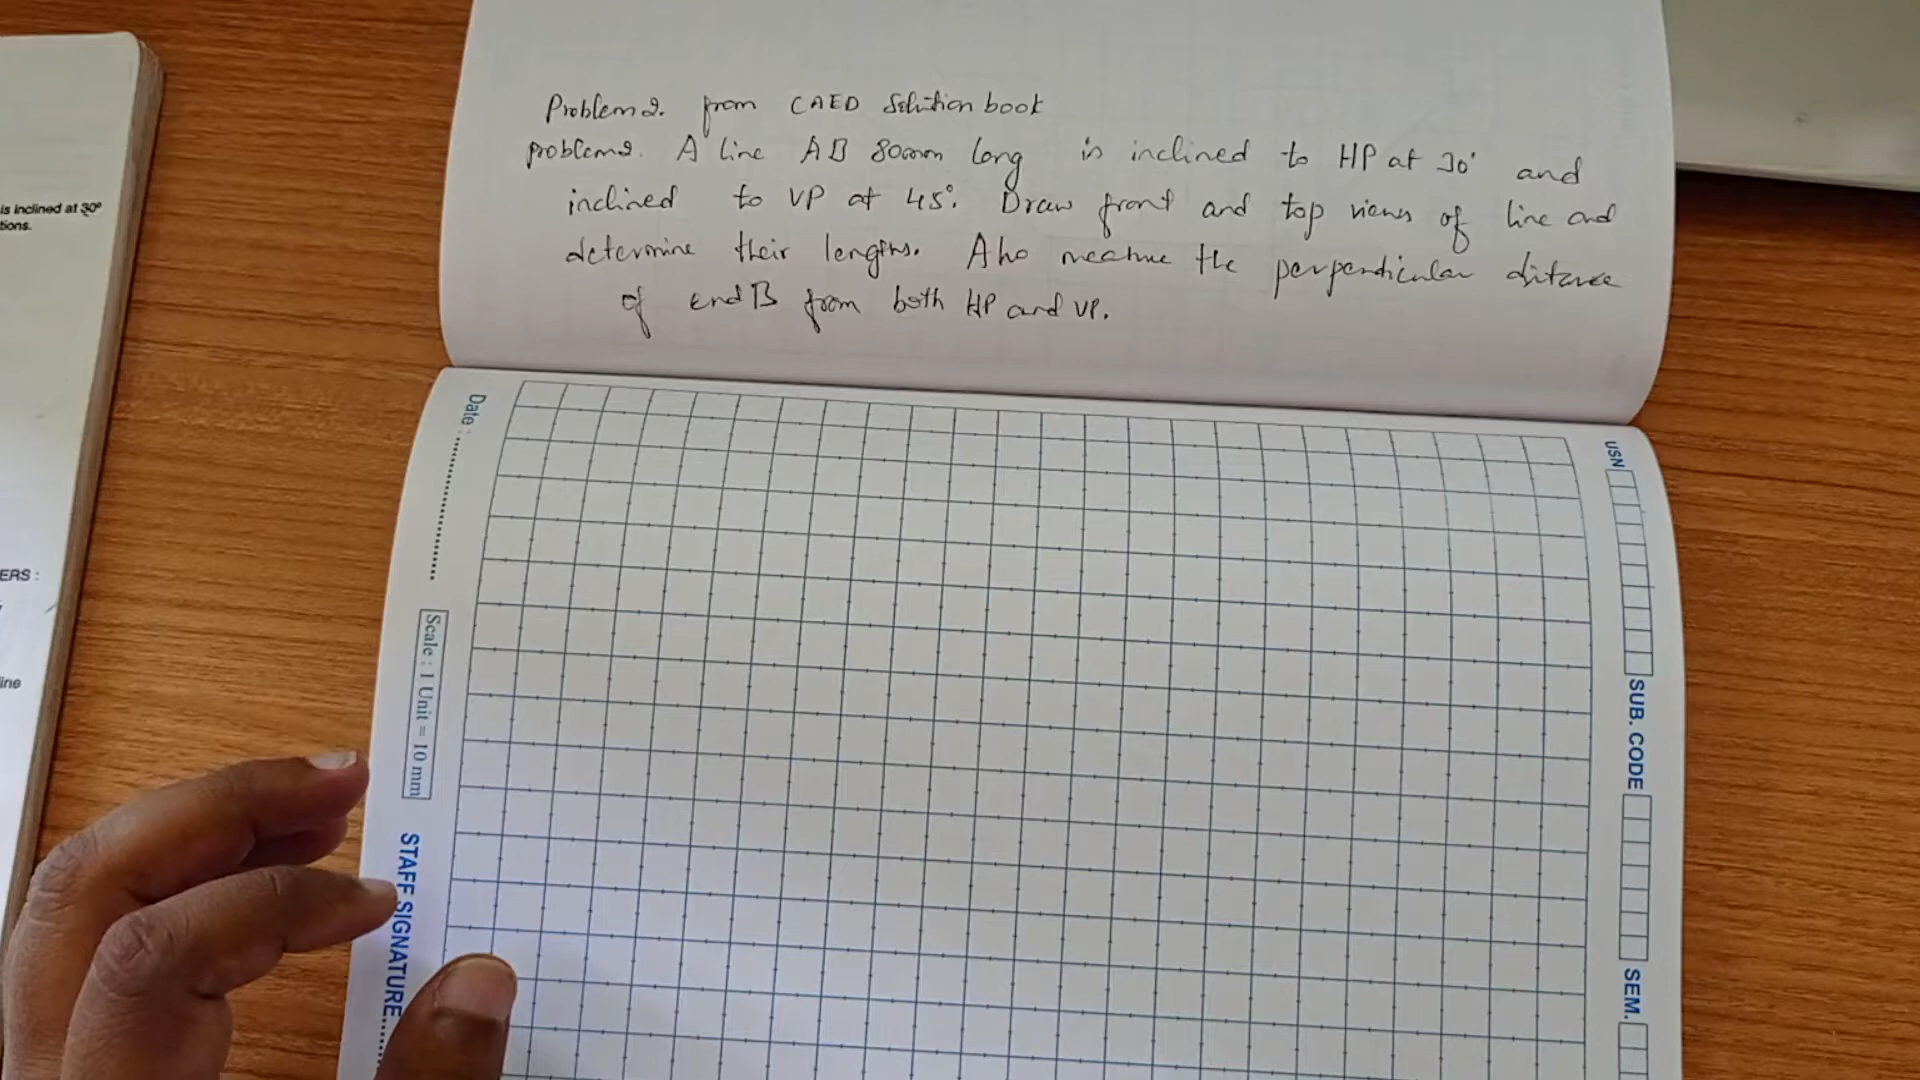 Problem 2. from CAED Solution book
problem 2. A line AB 80mm long is inclined to HP at 30° and
inclined to VP at 45°. Draw front and top views of line and
determine their lengths. Also measure the perpendicular distance
of end B from both HP and VP.
is inclined at 30°
tions.
ERS :
ine
Date :
Scale : 1 Unit = 10 mm
STAFF SIGNATURE
USN
SUB. CODE
SEM.